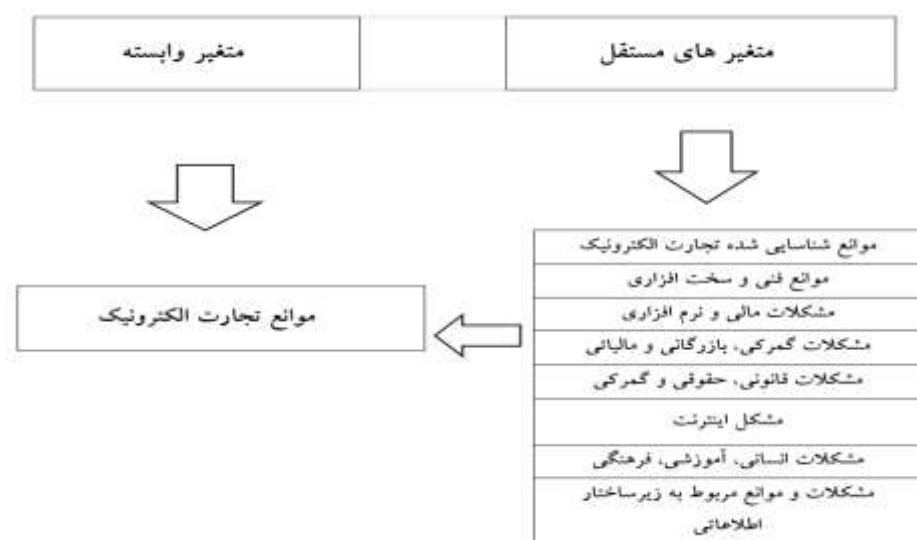 متغیر های مستقل
متغیر وابسته
موانع شناسایی شده تجارت الکترونیک
موانع فنی و سخت افزاری
مشکلات مالی و نرم افزاری
مشکلات گمرکی، بازرگانی و مالیاتی
مشکلات قانونی، حقوقی و گمرکی
مشکل اینترنت
مشکلات انسانی، آموزشی، فرهنگی
مشکلات و موانع مربوط به زیرساختار
اطلاعاتی
موانع تجارت الکترونیک